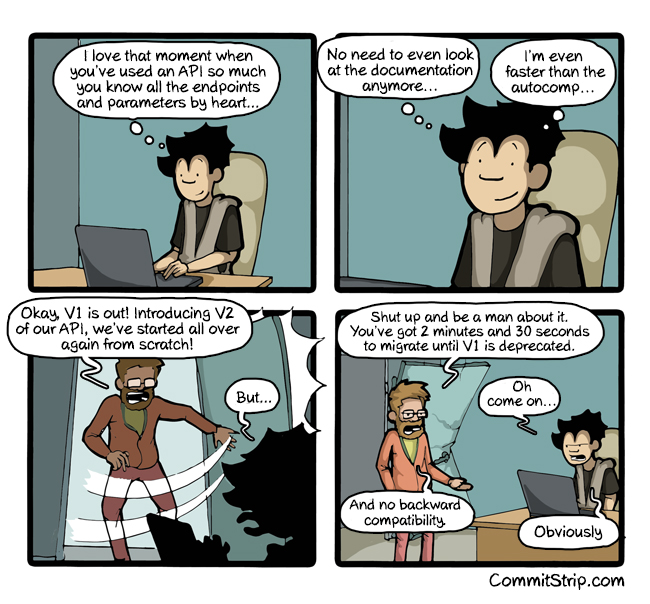 I love that moment when
you've used an API so much
you know all the endpoints
and parameters by heart...
No need to even look
at the documentation
anymore...
I'm even
faster than the
autocomp...
Okay, V1 is out! Introducing V2
of our API, we've started all over
again from scratch!
But...
Shut up and be a man about it.
You've got 2 minutes and 30 seconds
to migrate until V1 is deprecated.
Oh
come on...
And no backward
compatibility.
Obviously
CommitStrip.com